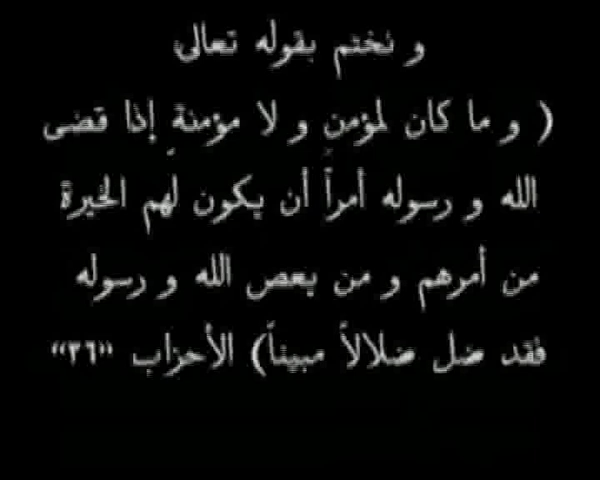 و نختم بقوله تعالى
( و ما كان لمؤمنٍ و لا مؤمنةٍ إذا قضى
الله و رسوله أمراً أن يكون لهم الخيرة
من أمرهم و من يعص الله و رسوله
فقد ضل ضلالاً مبيناً) الأحزاب “٣٦”